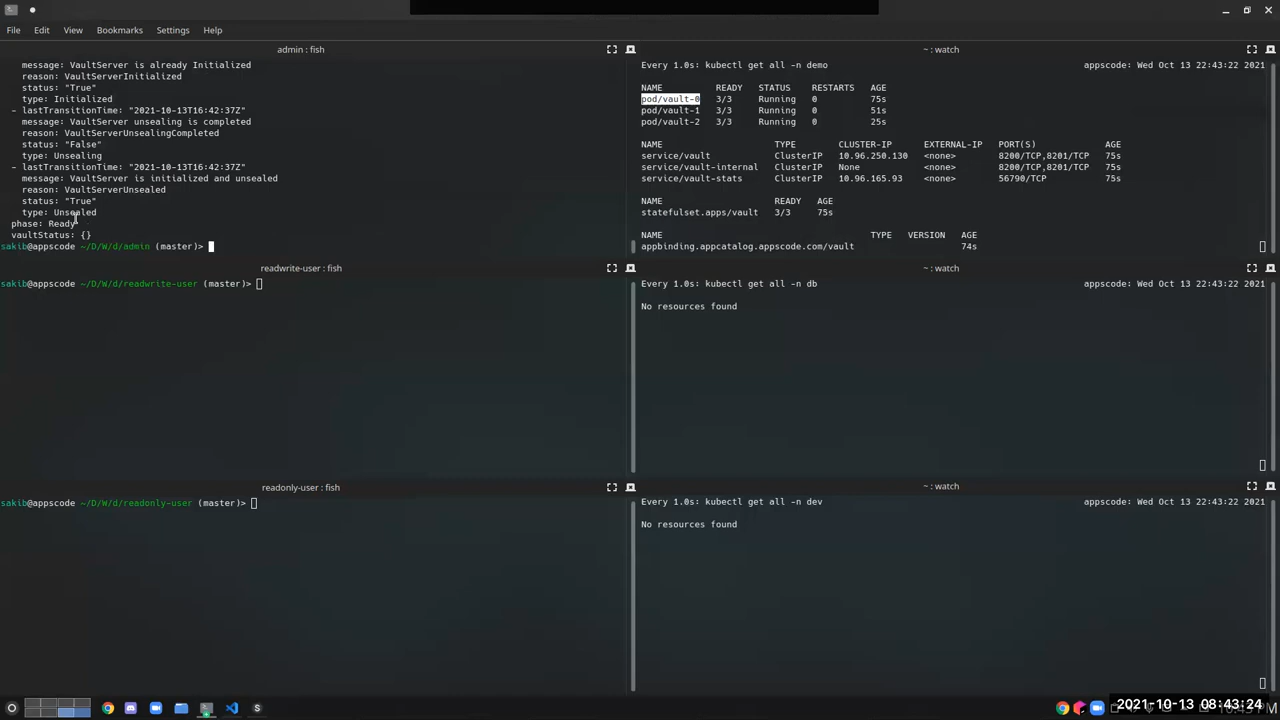 File Edit View Bookmarks Settings Help
admin : fish
message: VaultServer is already Initialized
reason: VaultServerInitialized
status: "True"
type: Initialized
- lastTransitionTime: "2021-10-13T16:42:37Z"
message: VaultServer unsealing is completed
reason: VaultServerUnsealingCompleted
status: "False"
type: Unsealing
- lastTransitionTime: "2021-10-13T16:42:37Z"
message: VaultServer is initialized and unsealed
reason: VaultServerUnsealed
status: "True"
type: Unsealed
phase: Ready
vaultStatus: {}
sakib@appscode ~/D/W/d/admin (master)>
~ : watch
Every 1.0s: kubectl get all -n demo appscode: Wed Oct 13 22:43:22 2021
NAME READY STATUS RESTARTS AGE
pod/vault-0 3/3 Running 0 75s
pod/vault-1 3/3 Running 0 51s
pod/vault-2 3/3 Running 0 25s
NAME TYPE CLUSTER-IP EXTERNAL-IP PORT(S) AGE
service/vault ClusterIP 10.96.250.130 <none> 8200/TCP,8201/TCP 75s
service/vault-internal ClusterIP None <none> 8200/TCP,8201/TCP 75s
service/vault-stats ClusterIP 10.96.165.93 <none> 56790/TCP 75s
NAME READY AGE
statefulset.apps/vault 3/3 75s
NAME TYPE VERSION AGE
appbinding.appcatalog.appscode.com/vault 74s
readwrite-user : fish
sakib@appscode ~/D/W/d/readwrite-user (master)>
~ : watch
Every 1.0s: kubectl get all -n db appscode: Wed Oct 13 22:43:22 2021
No resources found
readonly-user : fish
sakib@appscode ~/D/W/d/readonly-user (master)>
~ : watch
Every 1.0s: kubectl get all -n dev appscode: Wed Oct 13 22:43:22 2021
No resources found
2021-10-13 08:43:24